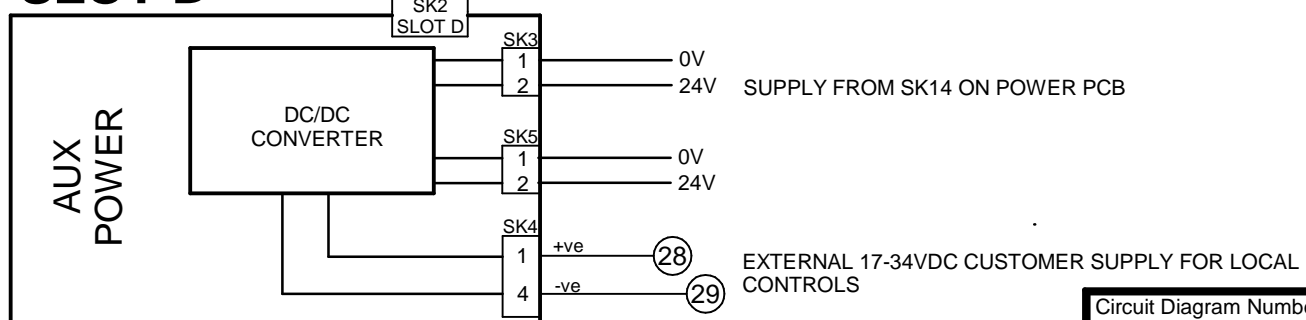 SK2
SLOT D
SK3
1
0V
2
24V
SUPPLY FROM SK14 ON POWER PCB
DC/DC
CONVERTER
AUX
POWER
SK5
1
0V
2
24V
SK4
1
+ve
28
4
-ve
29
EXTERNAL 17-34VDC CUSTOMER SUPPLY FOR LOCAL
CONTROLS
Circuit Diagram